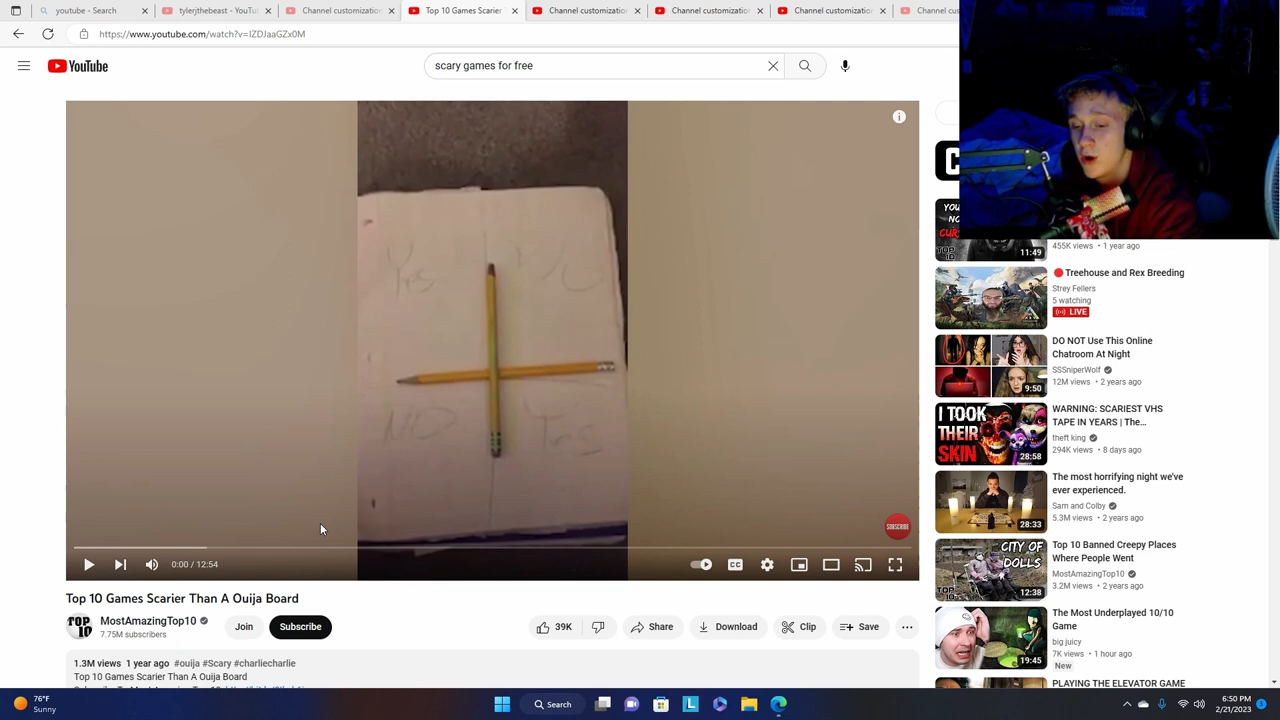 youtube - Search
tylerjthebeast - YouTube
Top 10 Games Scarier
Channel customization
Channel customization
Channel customization
Channel cu
https://www.youtube.com/watch?v=IZDJaaGZx0M
YouTube
scary games for free
TOP 10
11:49
455K views • 1 year ago
Treehouse and Rex Breeding
Strey Fellers
5 watching
LIVE
DO NOT Use This Online
Chatroom At Night
SSSniperWolf
12M views • 2 years ago
9:50
I TOOK
THEIR
SKIN
28:58
WARNING: SCARIEST VHS
TAPE IN YEARS | The...
theft king
294K views • 8 days ago
The most horrifying night we've
ever experienced.
Sam and Colby
5.3M views • 2 years ago
28:33
SUBSCRIBE
CITY OF
DOLLS
TOP 10
12:38
Top 10 Banned Creepy Places
Where People Went
MostAmazingTop10
3.2M views • 2 years ago
0:00 / 12:54
CC
Top 10 Games Scarier Than A Ouija Board
TOP 10
MostAmazingTop10
7.75M subscribers
Join
Subscribe
39K
Share
Download
Clip
Save
The Most Underplayed 10/10
Game
big juicy
7K views • 1 hour ago
New
19:45
1.3M views 1 year ago #ouija #Scary #charliecharlie
Top 10 Games Scarier Than A Ouija Board
PLAYING THE ELEVATOR GAME
76°F
Sunny
Search
6:50 PM
2/21/2023